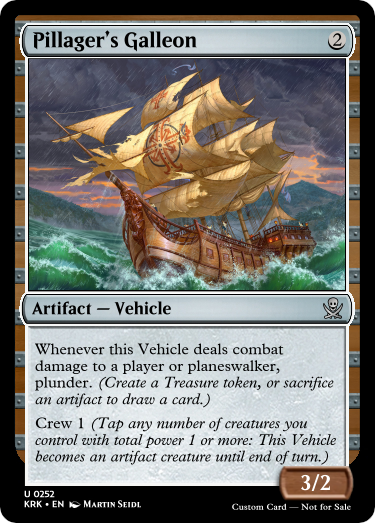 Pillager's Galleon 2
Artifact — Vehicle
Whenever this Vehicle deals combat
damage to a player or planeswalker,
plunder. (Create a Treasure token, or sacrifice
an artifact to draw a card.)
Crew 1 (Tap any number of creatures you
control with total power 1 or more: This Vehicle
becomes an artifact creature until end of turn.)
3/2
U 0252
KRK • EN Martin Seidl
Custom Card — Not for Sale